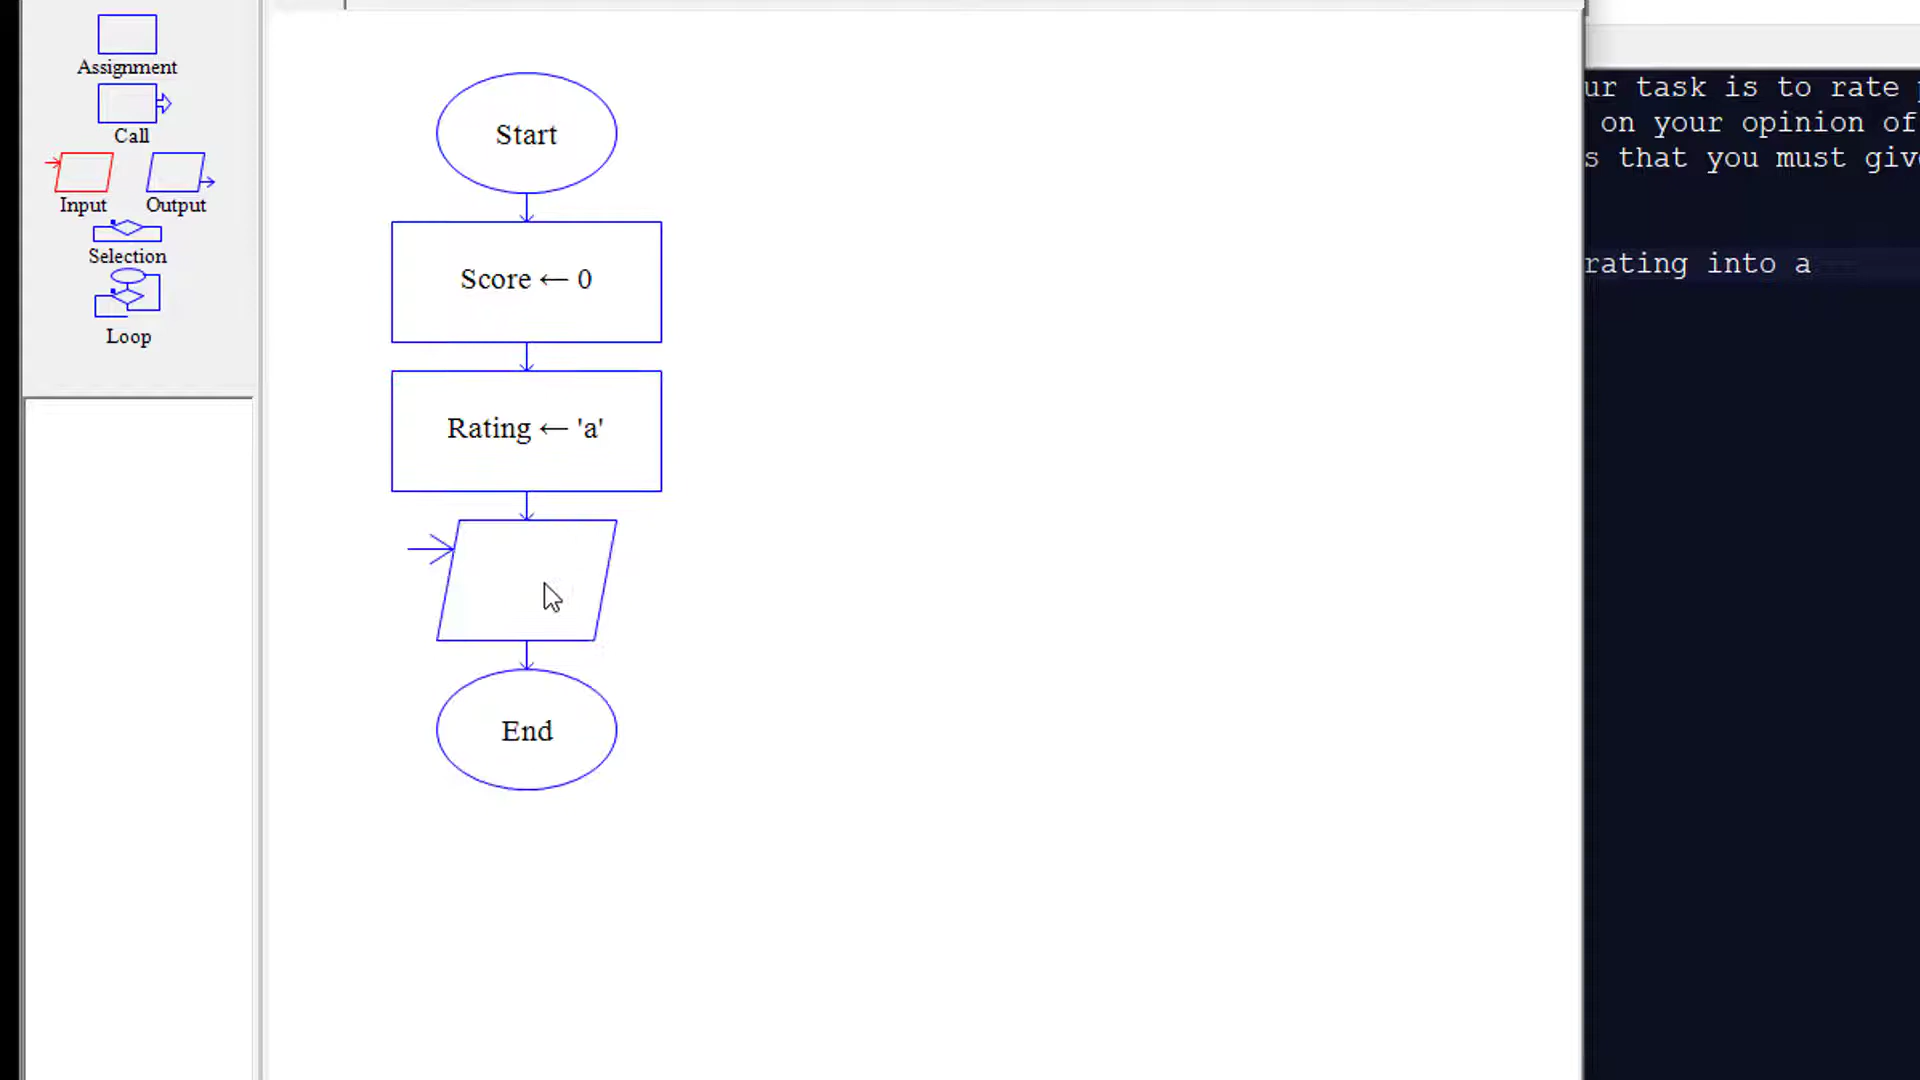 Assignment
Call
Input Output
Selection
Loop
Start
Score ← 0
Rating ← 'a'
End
ur task is to rate
on your opinion of
s that you must giv
rating into a